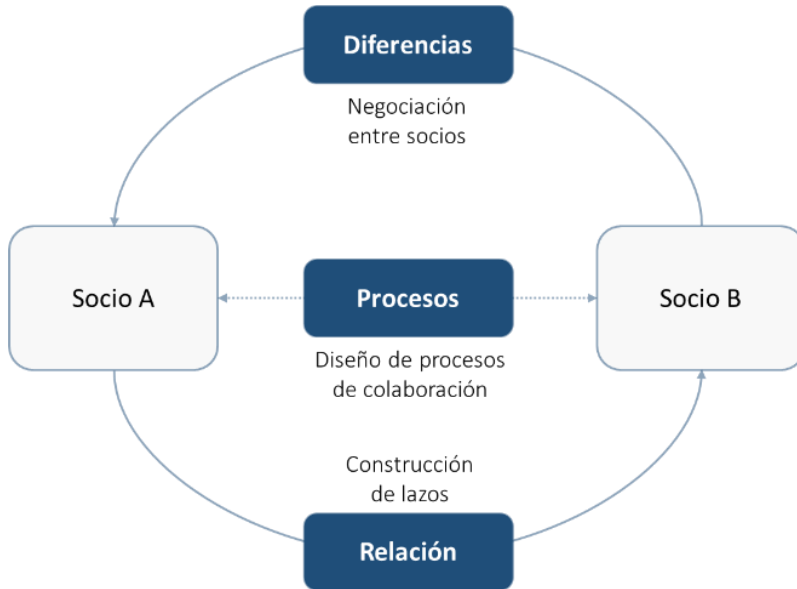 Diferencias
Negociación
entre socios
Socio A
Procesos
Socio B
Diseño de procesos
de colaboración
Construcción
de lazos
Relación